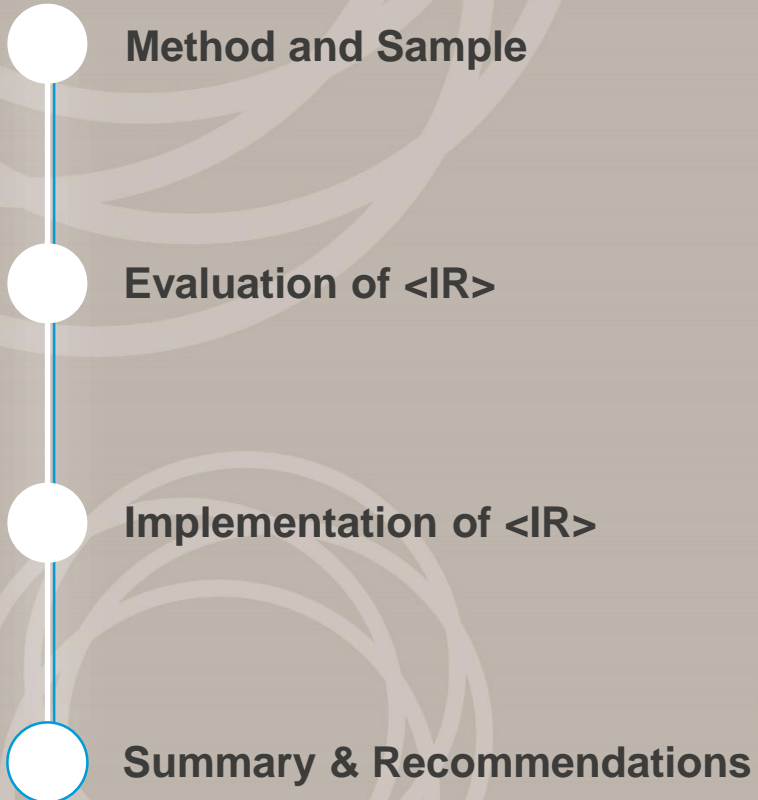 Method and Sample
Evaluation of <IR>
Implementation of <IR>
Summary & Recommendations